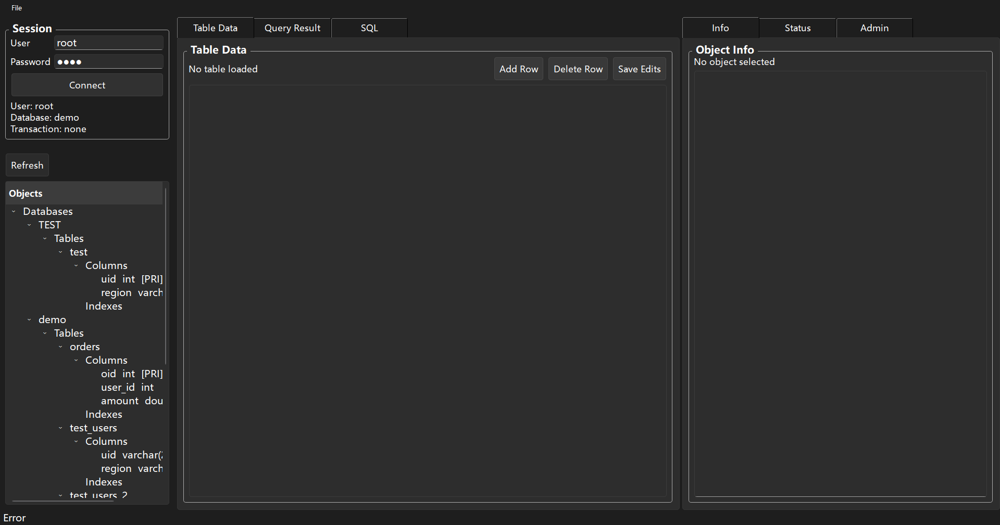 File
Session
User root
Password ●●●●
Connect
User: root
Database: demo
Transaction: none
Refresh
Objects
Databases
TEST
Tables
test
Columns
uid int [PRI]
region varch
Indexes
demo
Tables
orders
Columns
oid int [PRI]
user_id int
amount dou
Indexes
test_users
Columns
uid varchar(2
region varch
Indexes
test_users_2
Error
Table Data Query Result SQL
Table Data
No table loaded Add Row Delete Row Save Edits
Info Status Admin
Object Info
No object selected